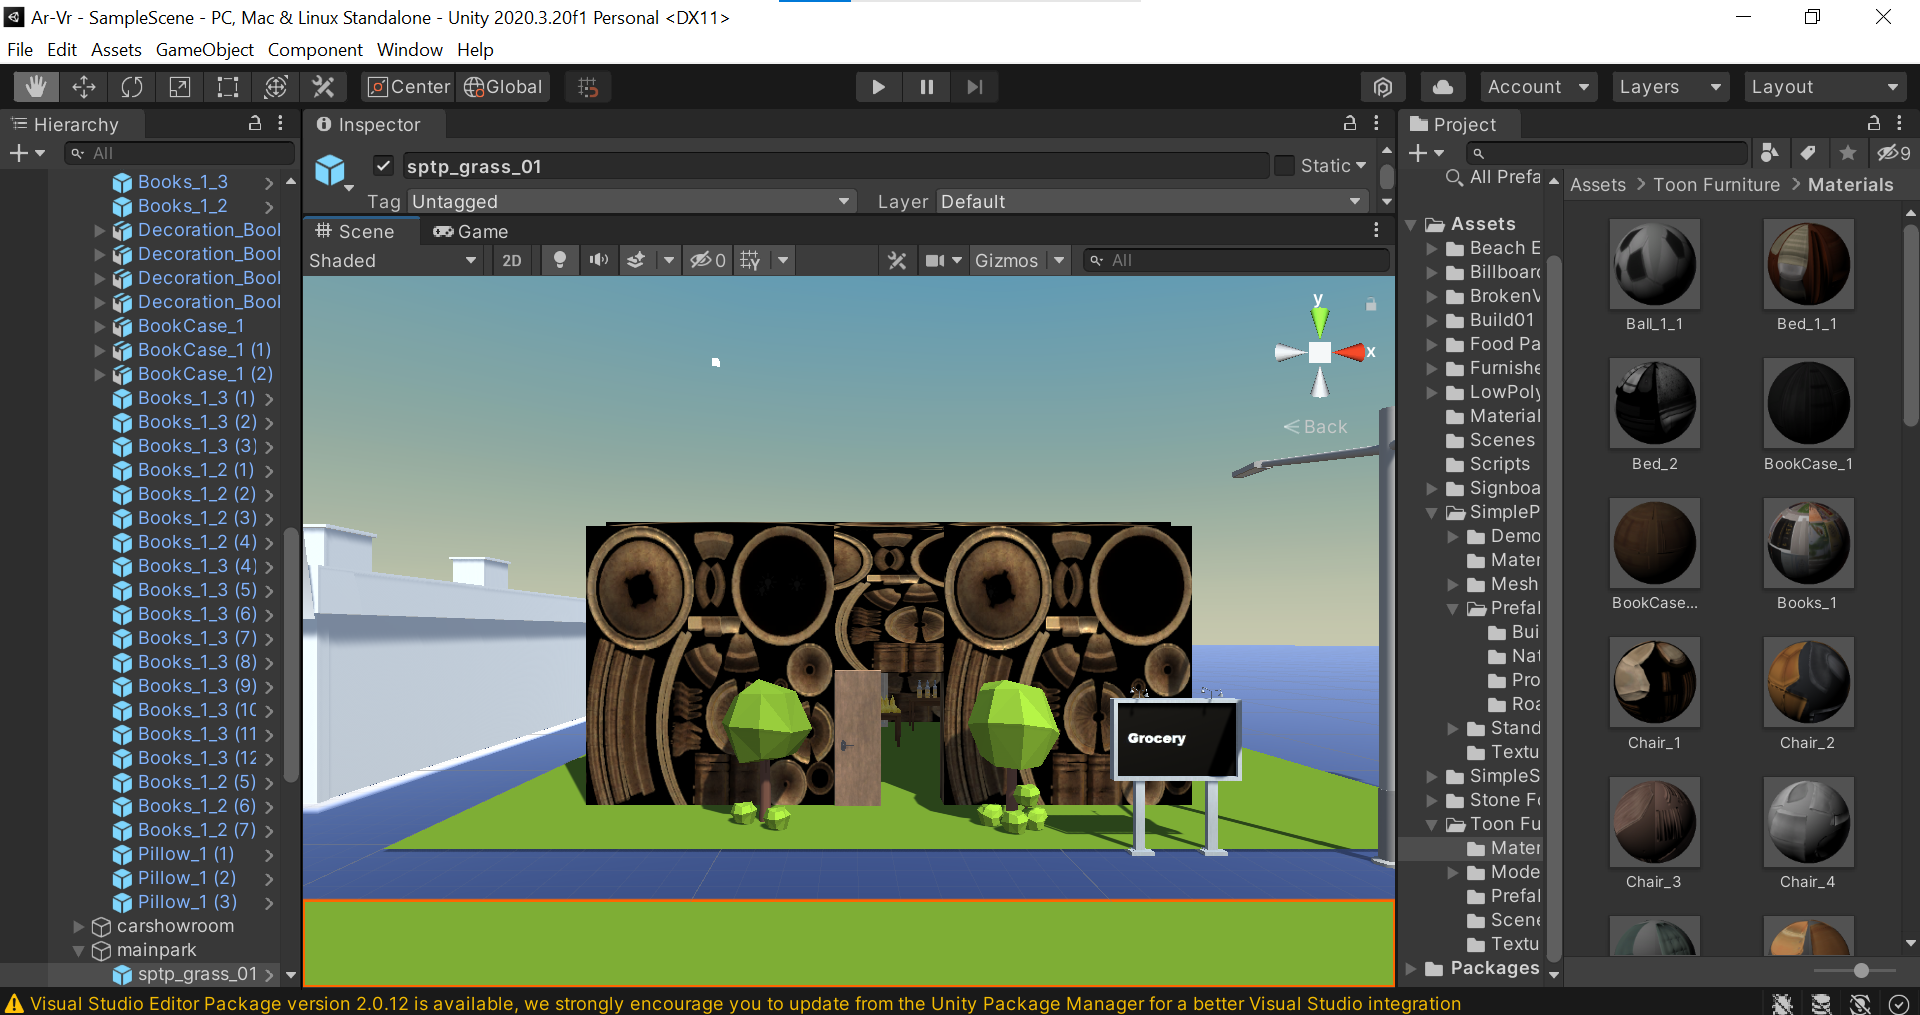 Ar-Vr - SampleScene - PC, Mac & Linux Standalone - Unity 2020.3.20f1 Personal <DX11>
File Edit Assets GameObject Component Window Help
Center Global Account Layers Layout
Hierarchy
All
Books_1_3
Books_1_2
Decoration_Bool
Decoration_Bool
Decoration_Bool
Decoration_Bool
BookCase_1
BookCase_1 (1)
BookCase_1 (2)
Books_1_3 (1)
Books_1_3 (2)
Books_1_3 (3)
Books_1_2 (1)
Books_1_2 (2)
Books_1_2 (3)
Books_1_2 (4)
Books_1_3 (4)
Books_1_3 (5)
Books_1_3 (6)
Books_1_3 (7)
Books_1_3 (8)
Books_1_3 (9)
Books_1_3 (10
Books_1_3 (11
Books_1_3 (12
Books_1_2 (5)
Books_1_2 (6)
Books_1_2 (7)
Pillow_1 (1)
Pillow_1 (2)
Pillow_1 (3)
carshowroom
mainpark
sptp_grass_01
Inspector
sptp_grass_01 Static
Tag Untagged Layer Default
Scene Game
Shaded 2D 0 Gizmos All
y
x
Back
Grocery
Project
9
All Prefa
Assets
Beach E
Billboard
BrokenV
Build01
Food Pa
Furnishe
LowPoly
Material
Scenes
Scripts
Signboa
SimpleP
Demo
Mater
Mesh
Prefal
Bui
Nat
Pro
Roa
Stand
Textu
SimpleS
Stone Fo
Toon Fu
Mater
Mode
Prefal
Scene
Textu
Packages
Assets > Toon Furniture > Materials
Ball_1_1 Bed_1_1
Bed_2 BookCase_1
BookCase... Books_1
Chair_1 Chair_2
Chair_3 Chair_4
Visual Studio Editor Package version 2.0.12 is available, we strongly encourage you to update from the Unity Package Manager for a better Visual Studio integration